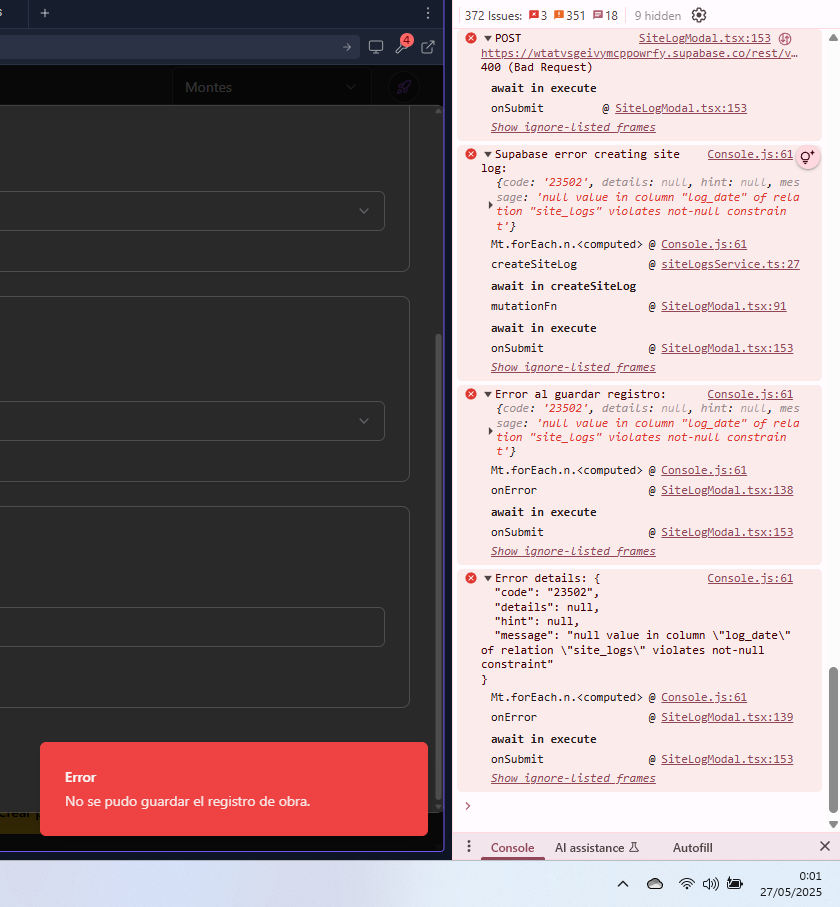 s
+
4
Montes
Error
No se pudo guardar el registro de obra.
372 Issues: 3 351 18 9 hidden
POST SiteLogModal.tsx:153
https://wtatvsgeivymcppowrfy.supabase.co/rest/v…
400 (Bad Request)
await in execute
onSubmit @ SiteLogModal.tsx:153
Show ignore-listed frames
Supabase error creating site Console.js:61
log:
{code: '23502', details: null, hint: null, mes
sage: 'null value in column "log_date" of rela
tion "site_logs" violates not-null constrain
t'}
Mt.forEach.n.<computed> @ Console.js:61
createSiteLog @ siteLogsService.ts:27
await in createSiteLog
mutationFn @ SiteLogModal.tsx:91
await in execute
onSubmit @ SiteLogModal.tsx:153
Show ignore-listed frames
Error al guardar registro: Console.js:61
{code: '23502', details: null, hint: null, mes
sage: 'null value in column "log_date" of rela
tion "site_logs" violates not-null constrain
t'}
Mt.forEach.n.<computed> @ Console.js:61
onError @ SiteLogModal.tsx:138
await in execute
onSubmit @ SiteLogModal.tsx:153
Show ignore-listed frames
Error details: { Console.js:61
"code": "23502",
"details": null,
"hint": null,
"message": "null value in column \"log_date\"
of relation \"site_logs\" violates not-null
constraint"
}
Mt.forEach.n.<computed> @ Console.js:61
onError @ SiteLogModal.tsx:139
await in execute
onSubmit @ SiteLogModal.tsx:153
Show ignore-listed frames
Console AI assistance Autofill
0:01
27/05/2025